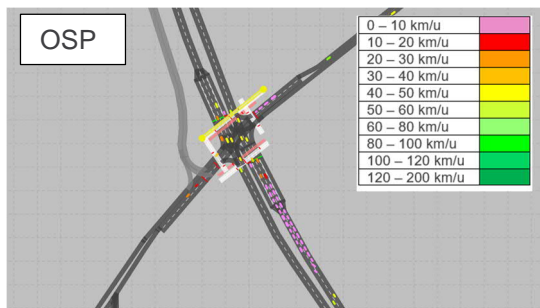 OSP
0 – 10 km/u
10 – 20 km/u
20 – 30 km/u
30 – 40 km/u
40 – 50 km/u
50 – 60 km/u
60 – 80 km/u
80 – 100 km/u
100 – 120 km/u
120 – 200 km/u